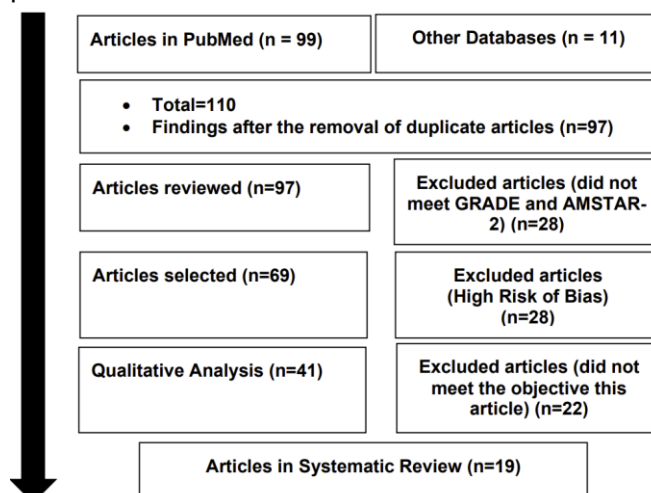 Articles in PubMed (n = 99)
Other Databases (n = 11)
• Total=110
• Findings after the removal of duplicate articles (n=97)
Articles reviewed (n=97)
Excluded articles (did not
meet GRADE and AMSTAR-
2) (n=28)
Articles selected (n=69)
Excluded articles
(High Risk of Bias)
(n=28)
Qualitative Analysis (n=41)
Excluded articles (did not
meet the objective this
article) (n=22)
Articles in Systematic Review (n=19)